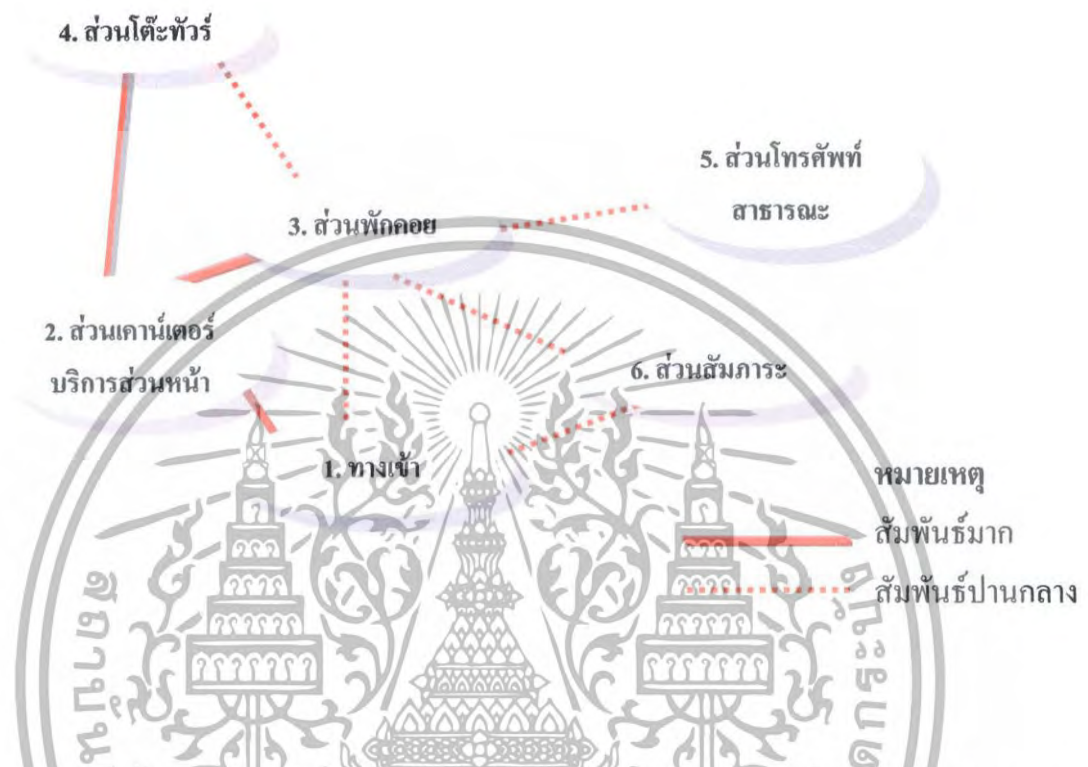 4. ส่วนโต๊ะทัวร์
5. ส่วนโทรศัพท์
สาธารณะ
3. ส่วนพักคอย
2. ส่วนเคาน์เตอร์
บริการส่วนหน้า
6. ส่วนสัมภาระ
1. ทางเข้า
หมายเหตุ
สัมพันธ์มาก
สัมพันธ์ปานกลาง